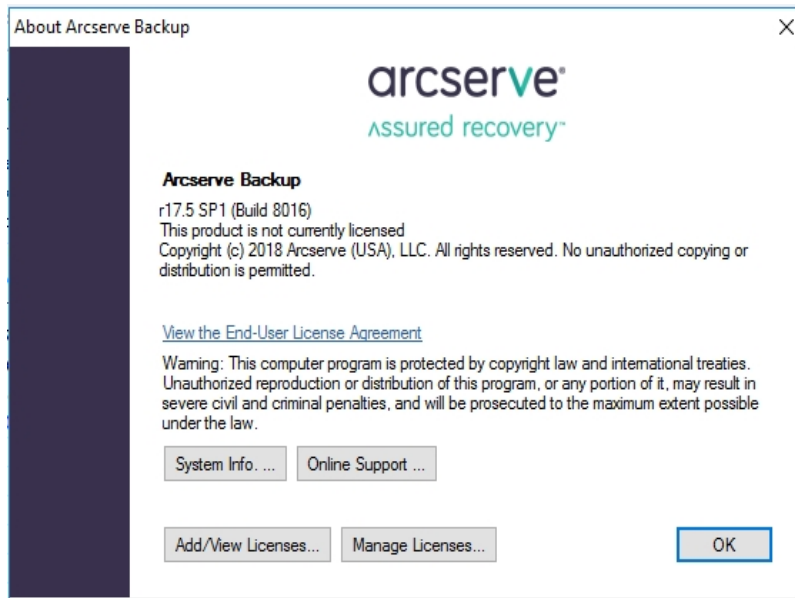 About Arcserve Backup
arcserve®
Assured recovery™
Arcserve Backup
r17.5 SP1 (Build 8016)
This product is not currently licensed
Copyright (c) 2018 Arcserve (USA), LLC. All rights reserved. No unauthorized copying or
distribution is permitted.
View the End-User License Agreement
Warning: This computer program is protected by copyright law and international treaties.
Unauthorized reproduction or distribution of this program, or any portion of it, may result in
severe civil and criminal penalties, and will be prosecuted to the maximum extent possible
under the law.
System Info. ... Online Support ...
Add/View Licenses... Manage Licenses... OK